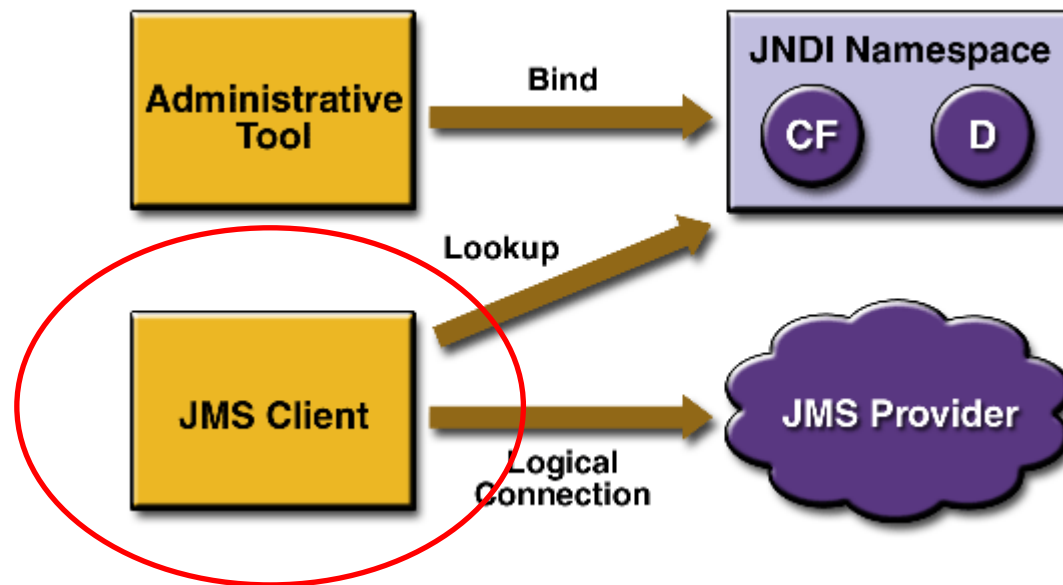 Administrative
Tool
Bind
JNDI Namespace
CF
D
Lookup
JMS Client
Logical
Connection
JMS Provider